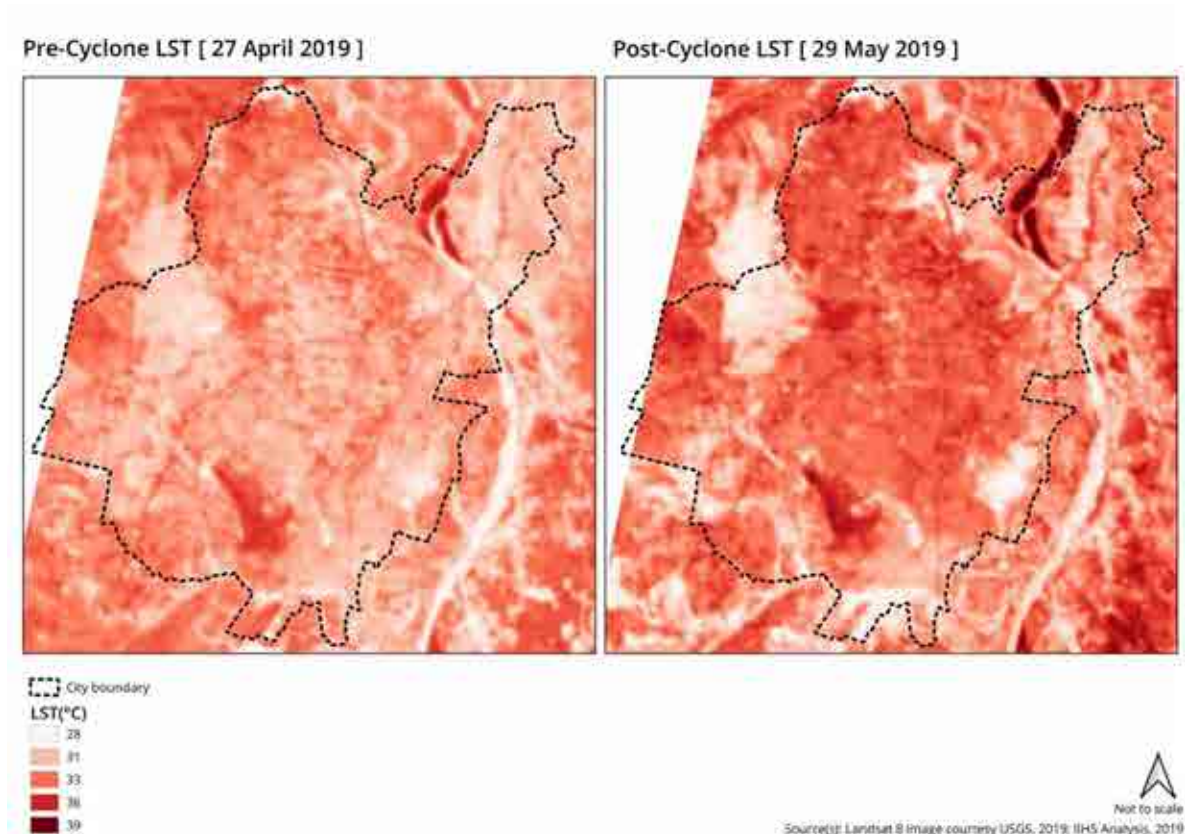 Pre-Cyclone LST [ 27 April 2019 ]
Post-Cyclone LST [ 29 May 2019 ]
City boundary
LST(°C)
28
31
33
36
39
Not to scale
Source(s): Landsat 8 image courtesy USGS, 2019; IIHS Analysis, 2019